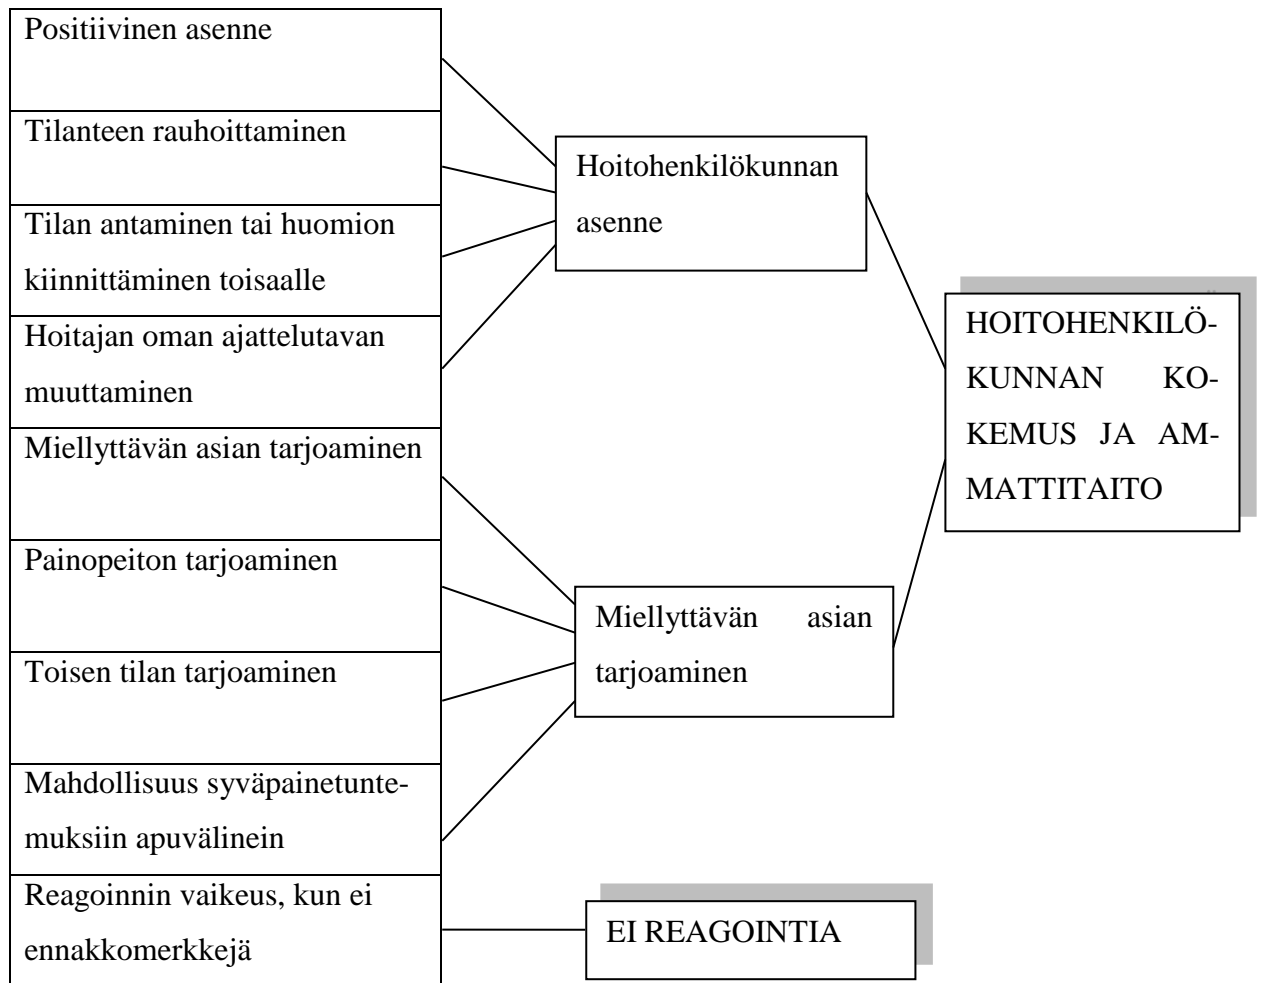 Positiivinen asenne
Tilanteen rauhoittaminen
Tilan antaminen tai huomion
kiinnittäminen toisaalle
Hoitajan oman ajattelutavan
muuttaminen
Miellyttävän asian tarjoaminen
Painopeiton tarjoaminen
Toisen tilan tarjoaminen
Mahdollisuus syväpainetunte-
muksiin apuvälinein
Reagoinnin vaikeus, kun ei
ennakkomerkkejä
Hoitohenkilökunnan
asenne
Miellyttävän asian
tarjoaminen
EI REAGOINTIA
HOITOHENKILÖ-
KUNNAN KO-
KEMUS JA AM-
MATTITAITO